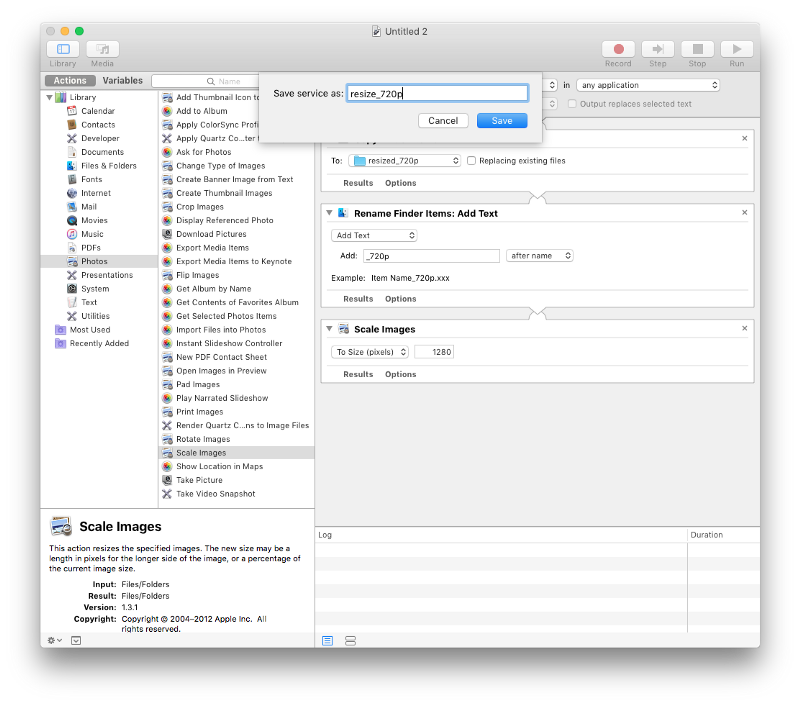 Untitled 2
Library
Media
Record
Step
Stop
Run
Actions
Variables
Name
Save service as: resize_720p
Cancel
Save
in any application
Output replaces selected text
Library
Calendar
Contacts
Developer
Documents
Files & Folders
Fonts
Internet
Mail
Movies
Music
PDFs
Photos
Presentations
System
Text
Utilities
Most Used
Recently Added
Add Thumbnail Icon to
Add to Album
Apply ColorSync Profi
Apply Quartz Co...ter t
Ask for Photos
Change Type of Images
Create Banner Image from Text
Create Thumbnail Images
Crop Images
Display Referenced Photo
Download Pictures
Export Media Items
Export Media Items to Keynote
Flip Images
Get Album by Name
Get Contents of Favorites Album
Get Selected Photos Items
Import Files into Photos
Instant Slideshow Controller
New PDF Contact Sheet
Open Images in Preview
Pad Images
Play Narrated Slideshow
Print Images
Render Quartz C...ns to Image Files
Rotate Images
Scale Images
Show Location in Maps
Take Picture
Take Video Snapshot
To: resized_720p Replacing existing files
Results Options
Rename Finder Items: Add Text
Add Text
Add: _720p after name
Example: Item Name_720p.xxx
Results Options
Scale Images
To Size (pixels) 1280
Results Options
Scale Images
This action resizes the specified images. The new size may be a
length in pixels for the longer side of the image, or a percentage of
the current image size.
Input: Files/Folders
Result: Files/Folders
Version: 1.3.1
Copyright: Copyright © 2004–2012 Apple Inc. All
rights reserved.
Log
Duration